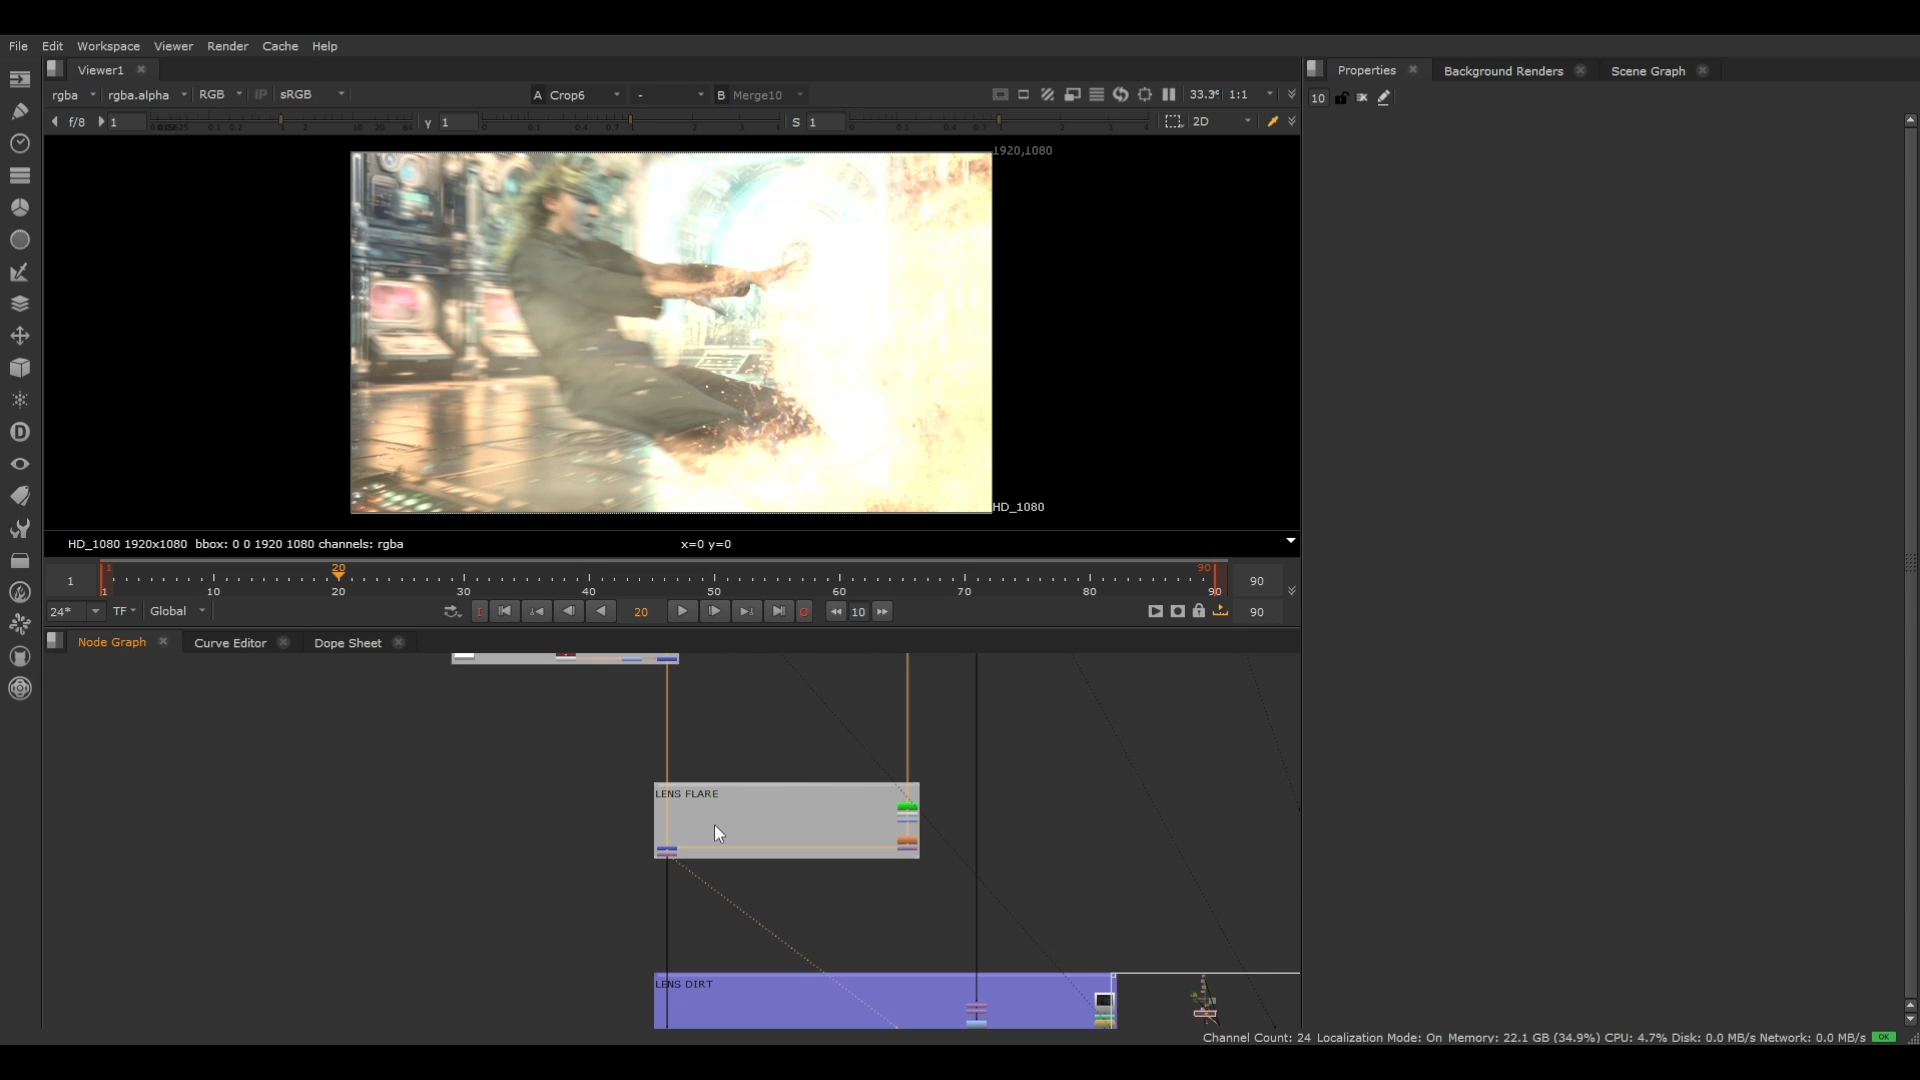 File Edit Workspace Viewer Render Cache Help
Viewer1
Properties Background Renders Scene Graph
rgba rgba.alpha RGB IP sRGB A Crop6 - B Merge10 33.3% 1:1
10
f/8 1 γ 1 S 1 2D
1920,1080
HD_1080
HD_1080 1920x1080 bbox: 0 0 1920 1080 channels: rgba x=0 y=0
1 20 90
1 90
1 10 20 30 40 50 60 70 80 90
24* TF Global 20 10 90
Node Graph Curve Editor Dope Sheet
LENS FLARE
LENS DIRT
Channel Count: 24 Localization Mode: On Memory: 22.1 GB (34.9%) CPU: 4.7% Disk: 0.0 MB/s Network: 0.0 MB/s OK